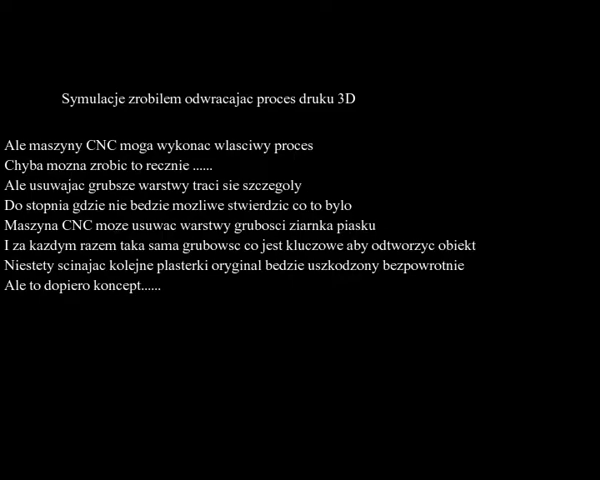 Symulacje zrobilem odwracajac proces druku 3D
Ale maszyny CNC moga wykonac wlasciwy proces
Chyba mozna zrobic to recznie ......
Ale usuwajac grubsze warstwy traci sie szczegoly
Do stopnia gdzie nie bedzie mozliwe stwierdzic co to bylo
Maszyna CNC moze usuwac warstwy grubosci ziarnka piasku
I za kazdym razem taka sama grubowsc co jest kluczowe aby odtworzyc obiekt
Niestety scinajac kolejne plasterki oryginal bedzie uszkodzony bezpowrotnie
Ale to dopiero koncept......